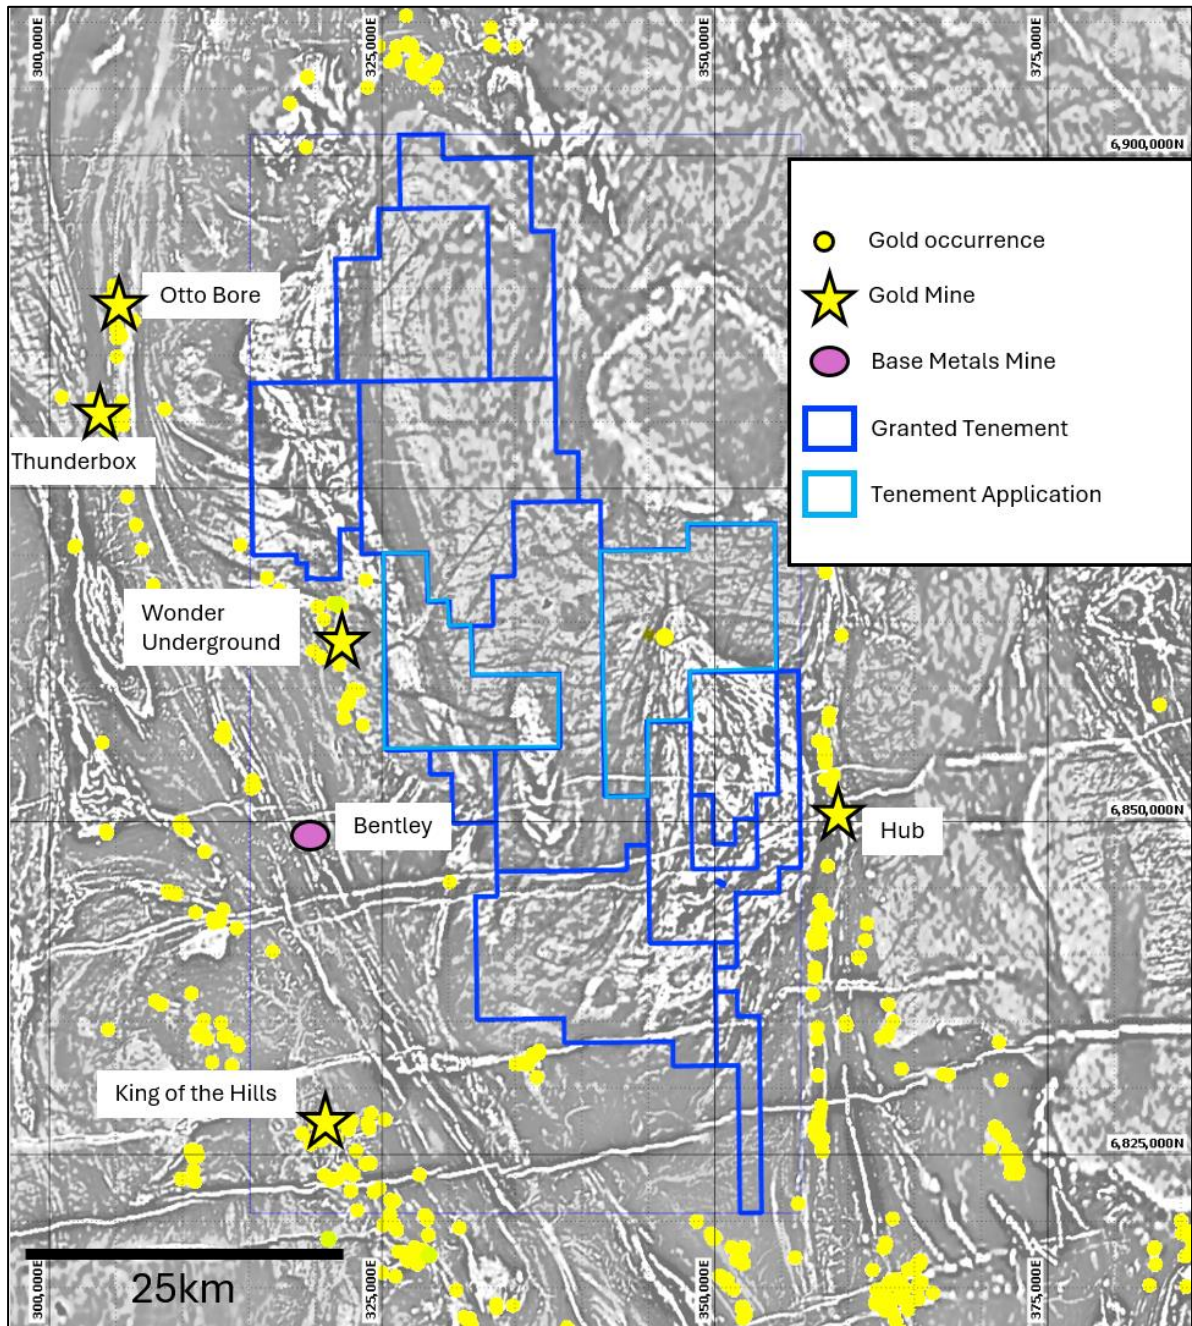 300,000E
325,000E
350,000E
375,000E
6,900,000N
Gold occurrence
Gold Mine
Base Metals Mine
Granted Tenement
Tenement Application
Otto Bore
Thunderbox
Wonder
Underground
Bentley
6,850,000N
Hub
King of the Hills
6,825,000N
25km
300,000E
325,000E
350,000E
375,000E